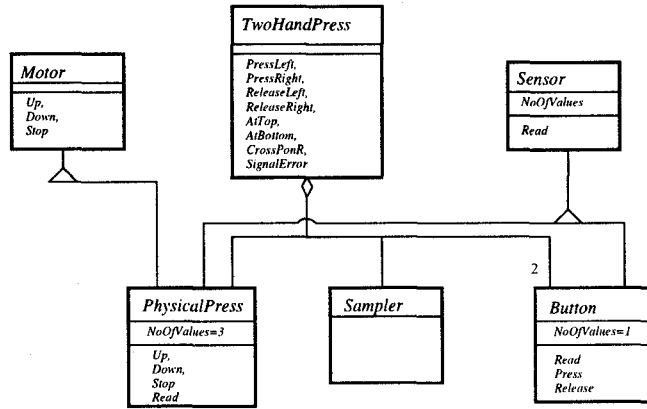 TwoHandPress
PressLeft,
PressRight,
ReleaseLeft,
ReleaseRight,
AtTop,
AtBottom,
CrossPonR,
SignalError
Motor
Up,
Down,
Stop
Sensor
NoOfValues
Read
2
PhysicalPress
NoOfValues=3
Up,
Down,
Stop
Read
Sampler
Button
NoOfValues=1
Read
Press
Release